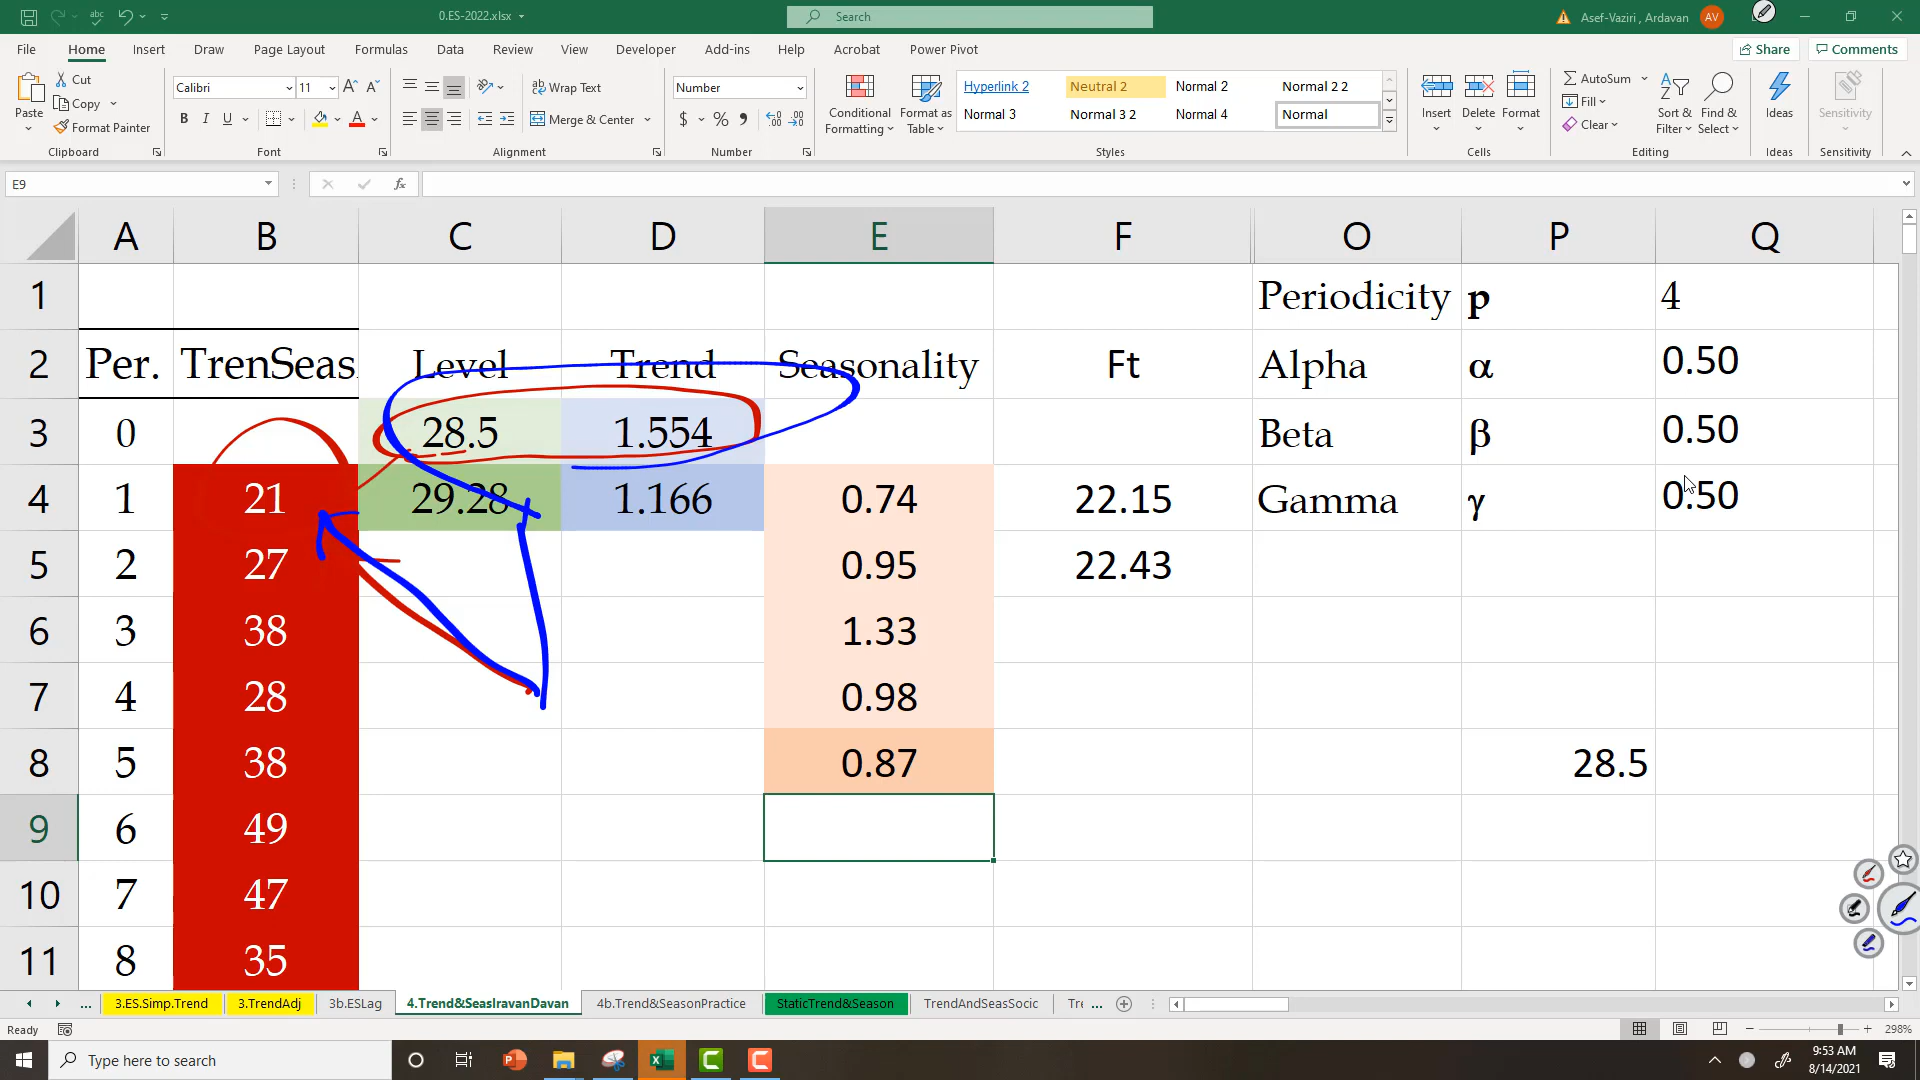 abc
0.ES-2022.xlsx
Search
Asef-Vaziri , Ardavan AV
File Home Insert Draw Page Layout Formulas Data Review View Developer Add-ins Help Acrobat Power Pivot Share Comments
Paste Cut Copy Format Painter Clipboard
Calibri 11 A A B I U A Font
ab Wrap Text Merge & Center Alignment
Number $ % Number
Conditional Formatting Format as Table
Hyperlink 2 Neutral 2 Normal 2 Normal 2 2
Normal 3 Normal 3 2 Normal 4 Normal
Styles
Insert Delete Format Cells
AutoSum Fill Clear Sort & Filter Find & Select Editing
Ideas Ideas
Sensitivity Sensitivity
E9 fx
A B C D E F O P Q
1 Periodicity p 4
2 Per. TrenSeas. Level Trend Seasonality Ft Alpha α 0.50
3 0 28.5 1.554 Beta β 0.50
4 1 21 29.28 1.166 0.74 22.15 Gamma γ 0.50
5 2 27 0.95 22.43
6 3 38 1.33
7 4 28 0.98
8 5 38 0.87 28.5
9 6 49
10 7 47
11 8 35
... 3.ES.Simp.Trend 3.TrendAdj 3b.ESLag 4.Trend&SeasIravanDavan 4b.Trend&SeasonPractice StaticTrend&Season TrendAndSeasSocic Tre ...
Ready 298%
Type here to search
9:53 AM
8/14/2021